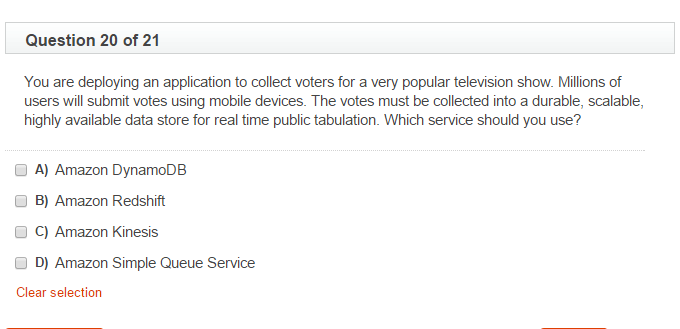 Question 20 of 21
You are deploying an application to collect voters for a very popular television show. Millions of
users will submit votes using mobile devices. The votes must be collected into a durable, scalable,
highly available data store for real time public tabulation. Which service should you use?
A) Amazon DynamoDB
B) Amazon Redshift
C) Amazon Kinesis
D) Amazon Simple Queue Service
Clear selection